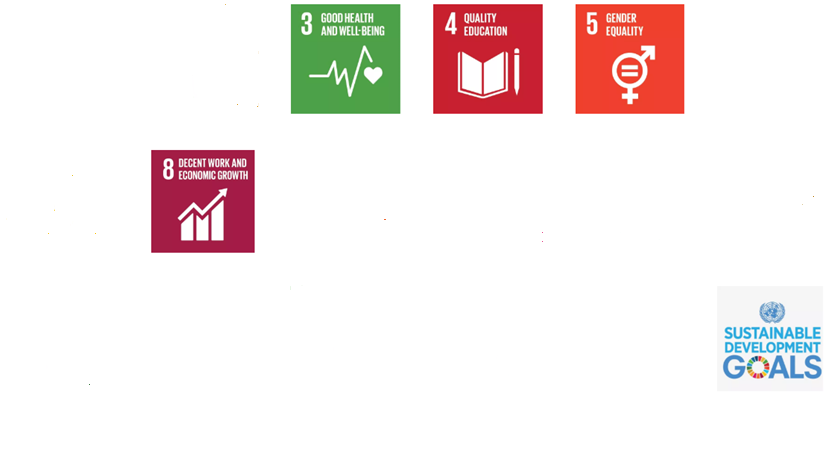 3 GOOD HEALTH
AND WELL-BEING
4 QUALITY
EDUCATION
5 GENDER
EQUALITY
8 DECENT WORK AND
ECONOMIC GROWTH
SUSTAINABLE
DEVELOPMENT
GOALS